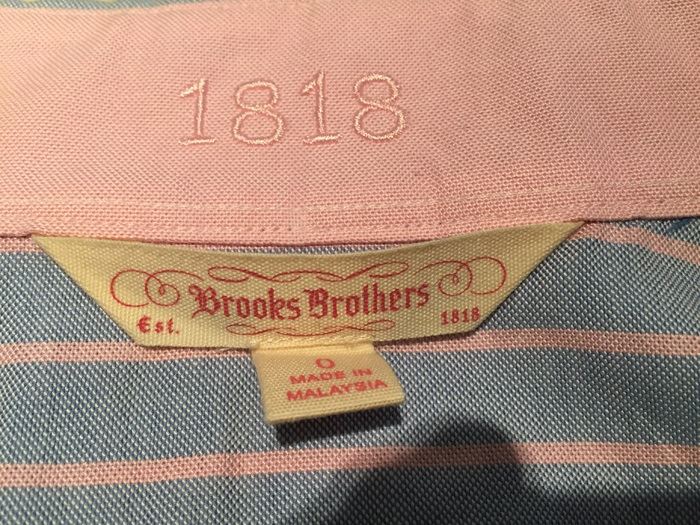 1818
Brooks Brothers
Est. 1818
0
MADE IN
MALAYSIA